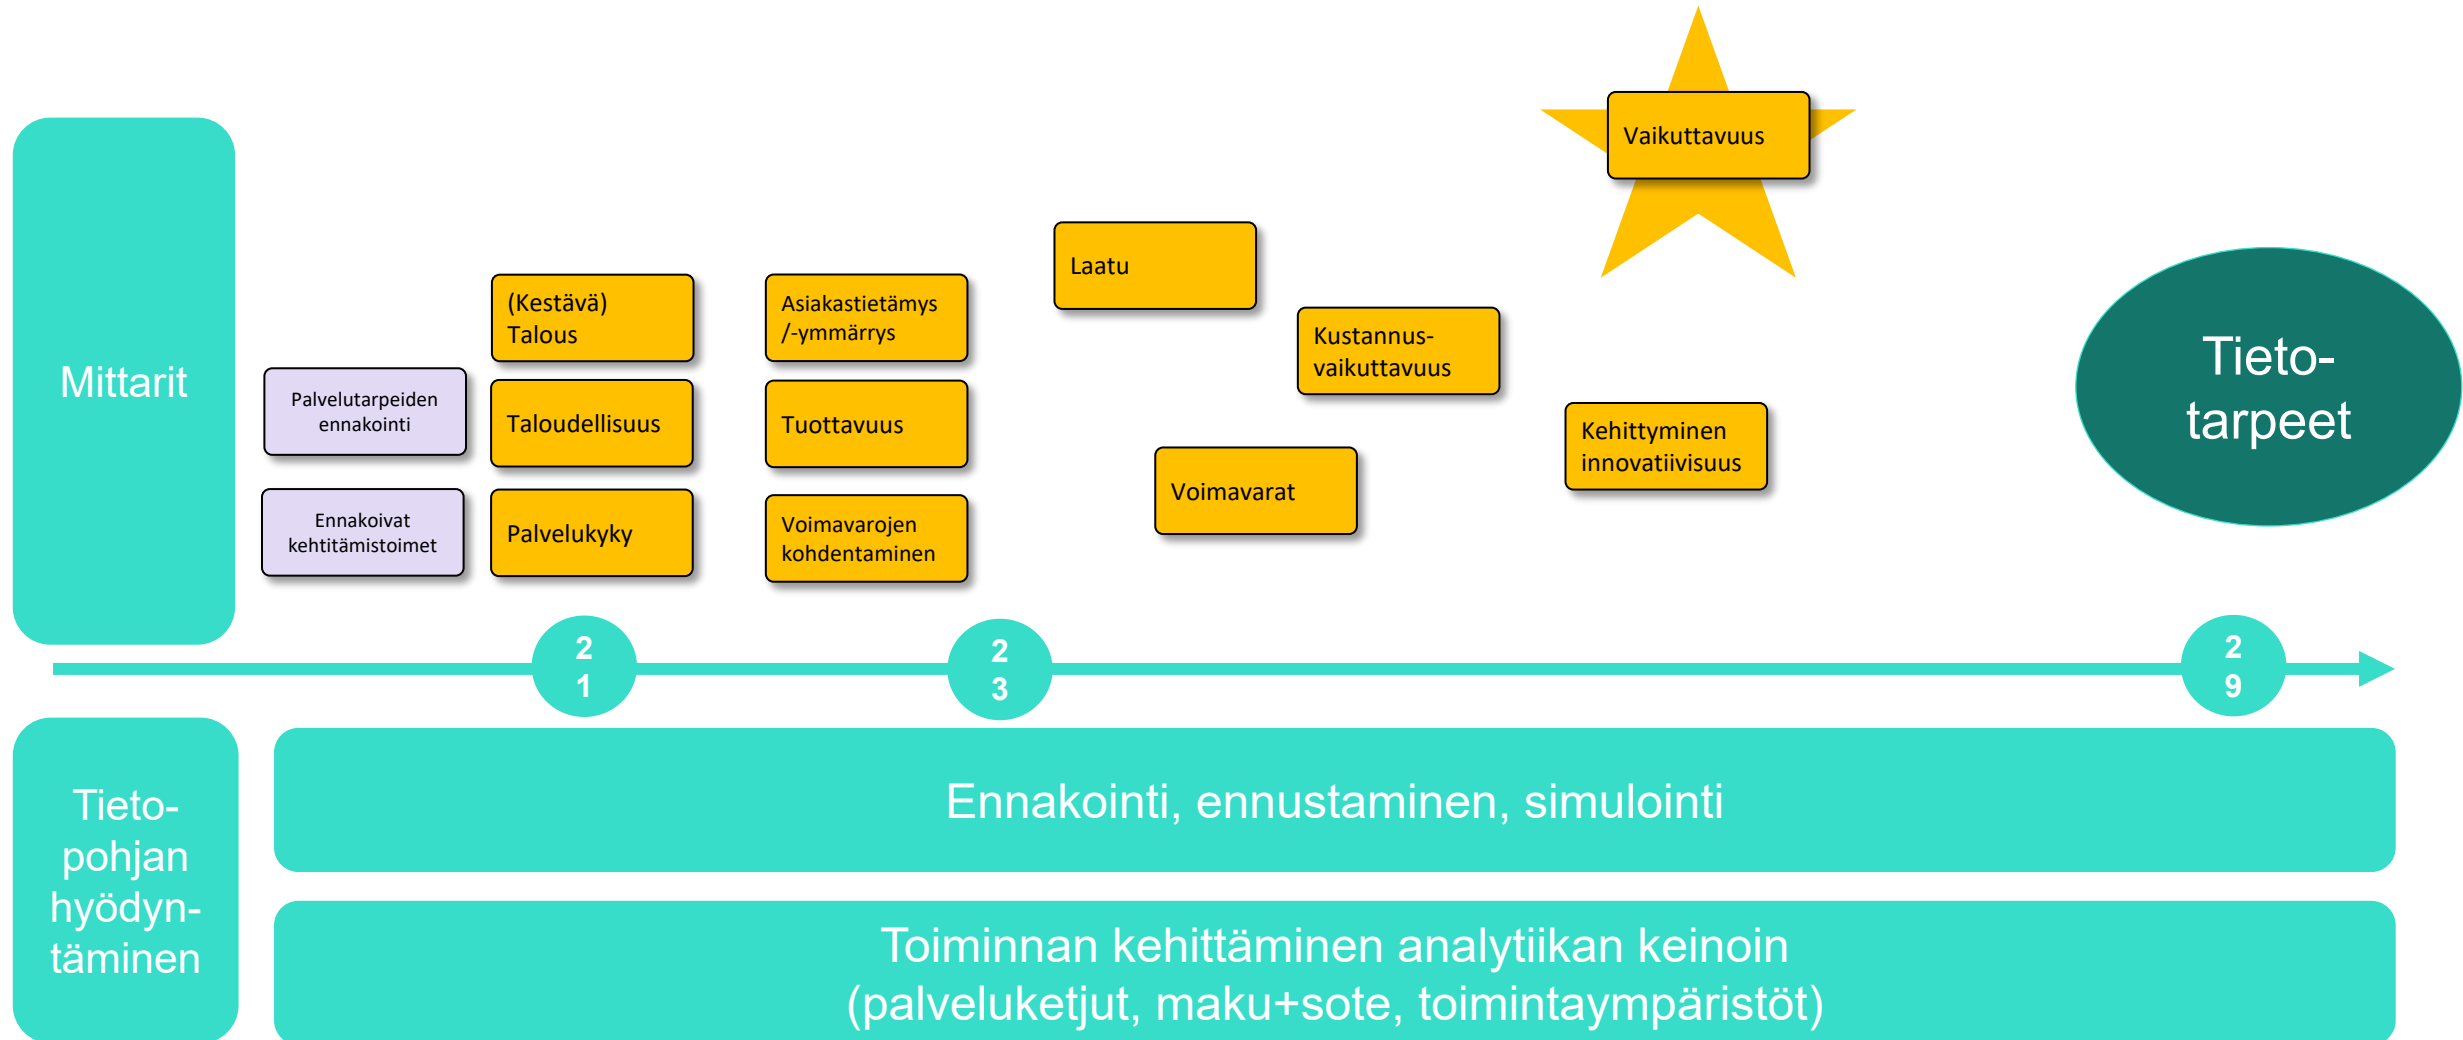 Mittarit
Palvelutarpeiden
ennakointi
Ennakoivat
kehtitämistoimet
(Kestävä)
Talous
Taloudellisuus
Palvelukyky
Asiakastietämys
/-ymmärrys
Tuottavuus
Voimavarojen
kohdentaminen
Laatu
Voimavarat
Kustannus-
vaikuttavuus
Vaikuttavuus
Kehittyminen
innovatiivisuus
Tieto-
tarpeet
2
1
2
3
2
9
Tieto-
pohjan
hyödyn-
täminen
Ennakointi, ennustaminen, simulointi
Toiminnan kehittäminen analytiikan keinoin
(palveluketjut, maku+sote, toimintaympäristöt)